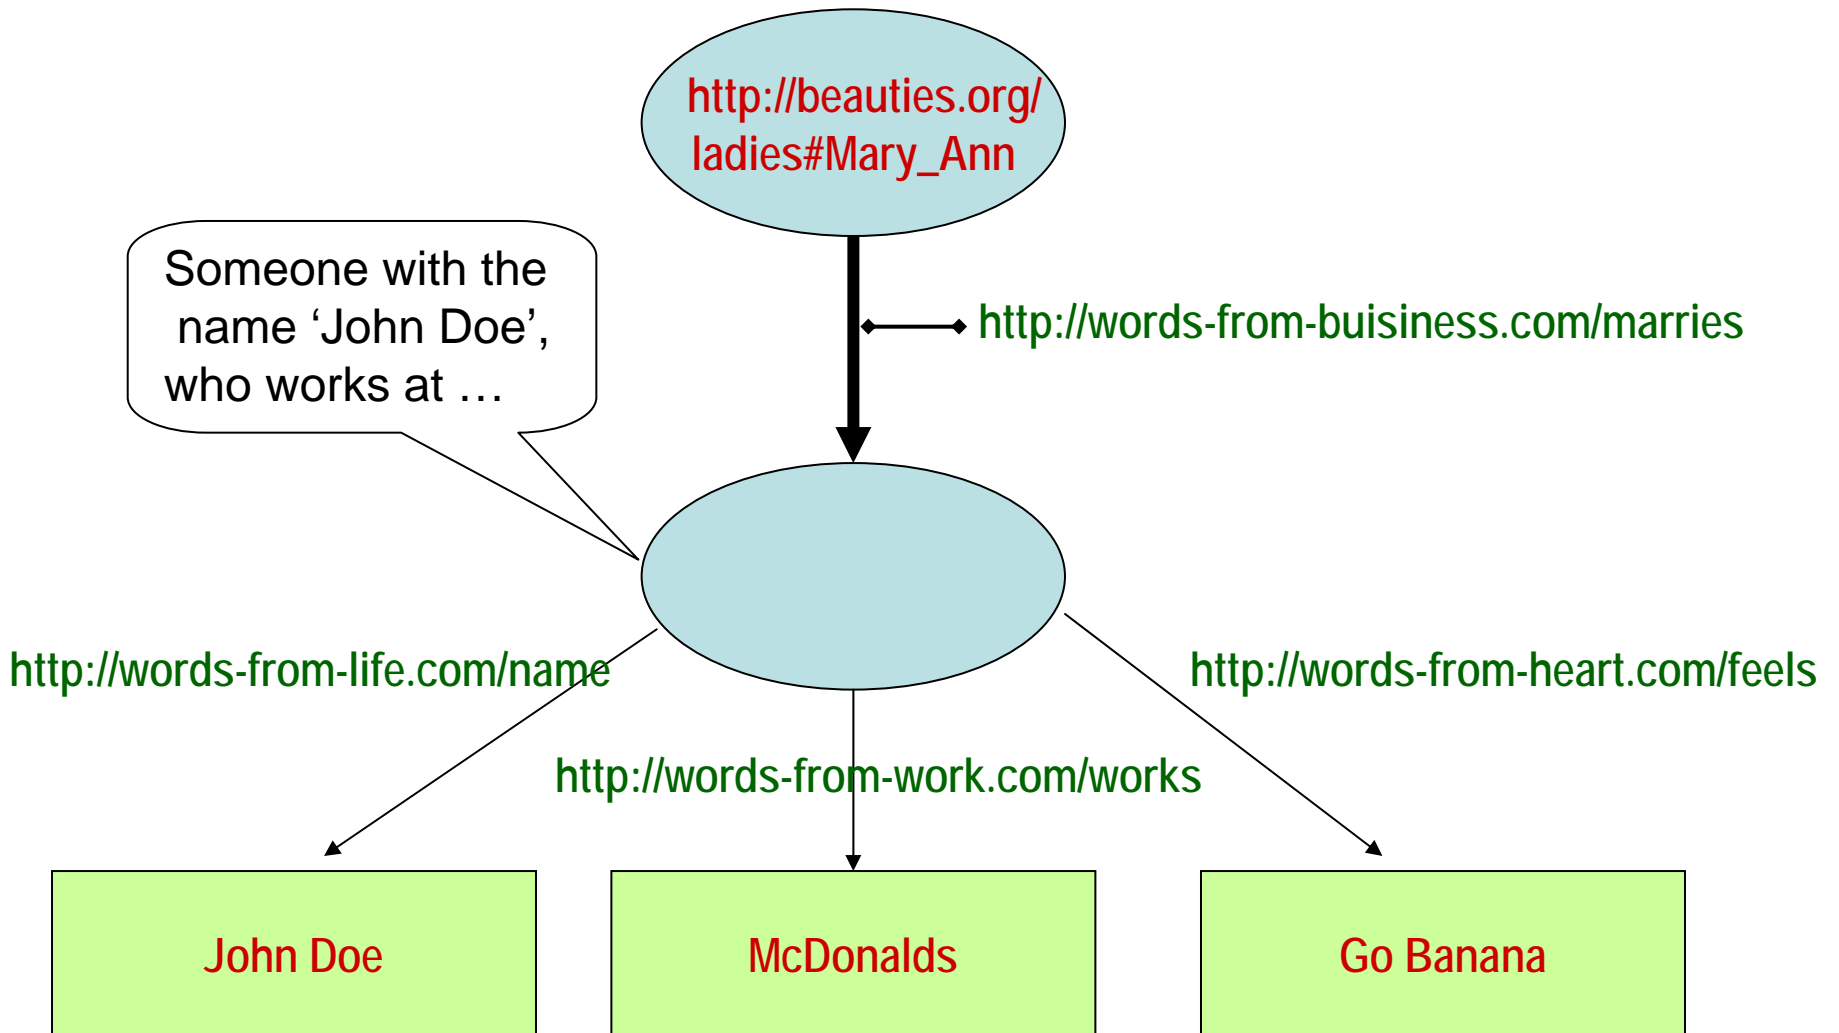 http://beauties.org/
ladies#Mary_Ann
Someone with the
name ‘John Doe’,
who works at …
http://words-from-buisiness.com/marries
http://words-from-life.com/name
http://words-from-heart.com/feels
http://words-from-work.com/works
John Doe
McDonalds
Go Banana